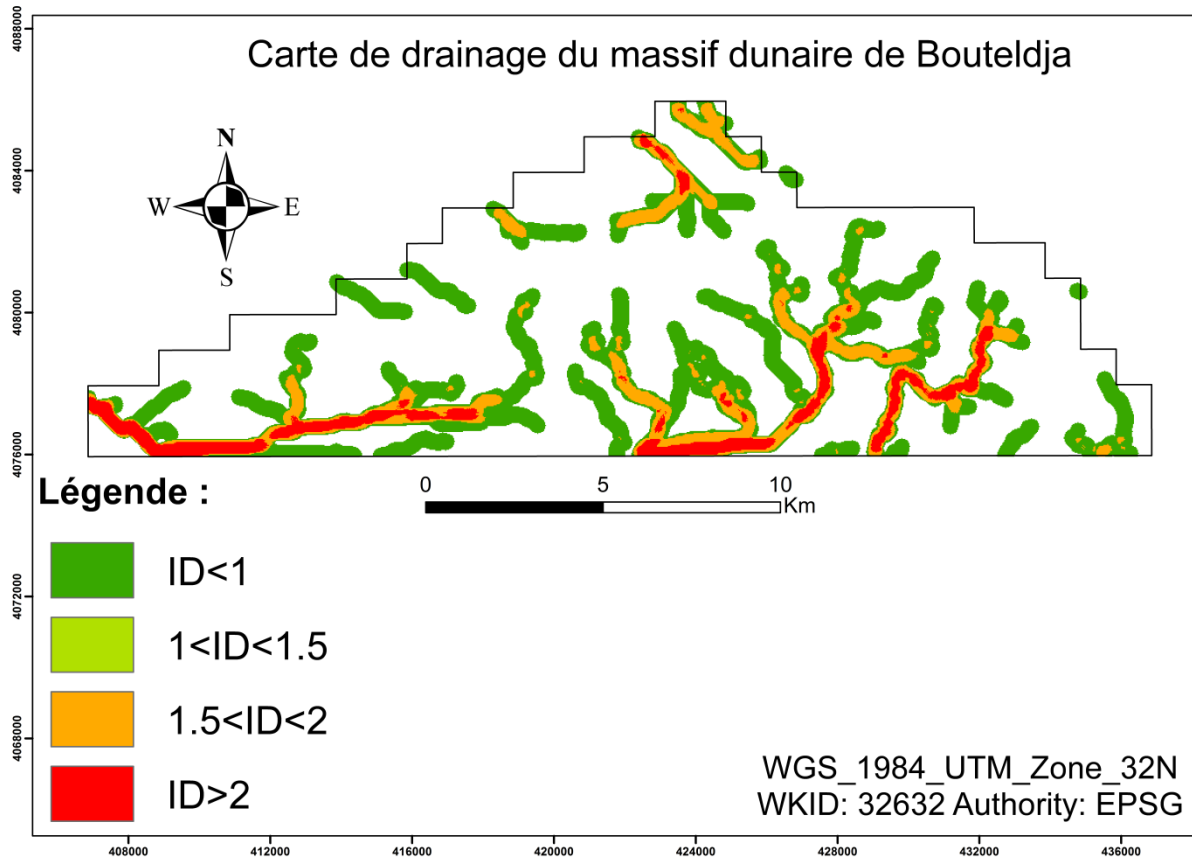 Carte de drainage du massif dunaire de Bouteldja
N
W
E
S
4088000
4084000
4080000
4076000
4072000
4068000
0
5
10
Km
Légende :
ID<1
1<ID<1.5
1.5<ID<2
ID>2
WGS_1984_UTM_Zone_32N
WKID: 32632 Authority: EPSG
408000
412000
416000
420000
424000
428000
432000
436000